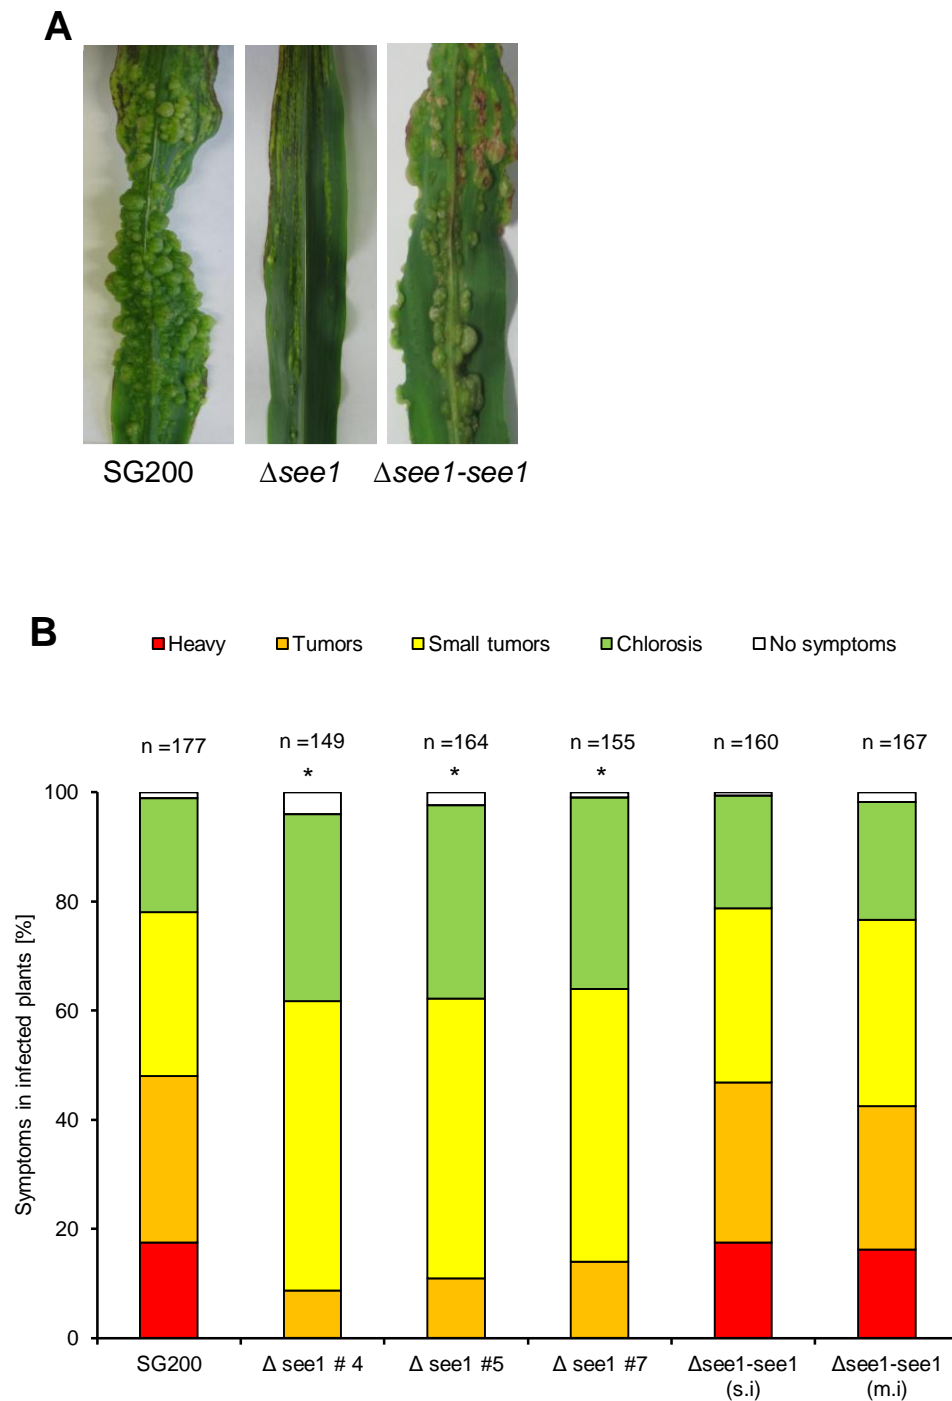 A
SG200 Δsee1 Δsee1-see1
B
Heavy Tumors Small tumors Chlorosis No symptoms
n =177 n =149 n =164 n =155 n =160 n =167
* * *
Symptoms in infected plants [%]
100
80
60
40
20
0
SG200 Δ see1 # 4 Δ see1 #5 Δ see1 #7 Δsee1-see1 Δsee1-see1
(s.i) (m.i)